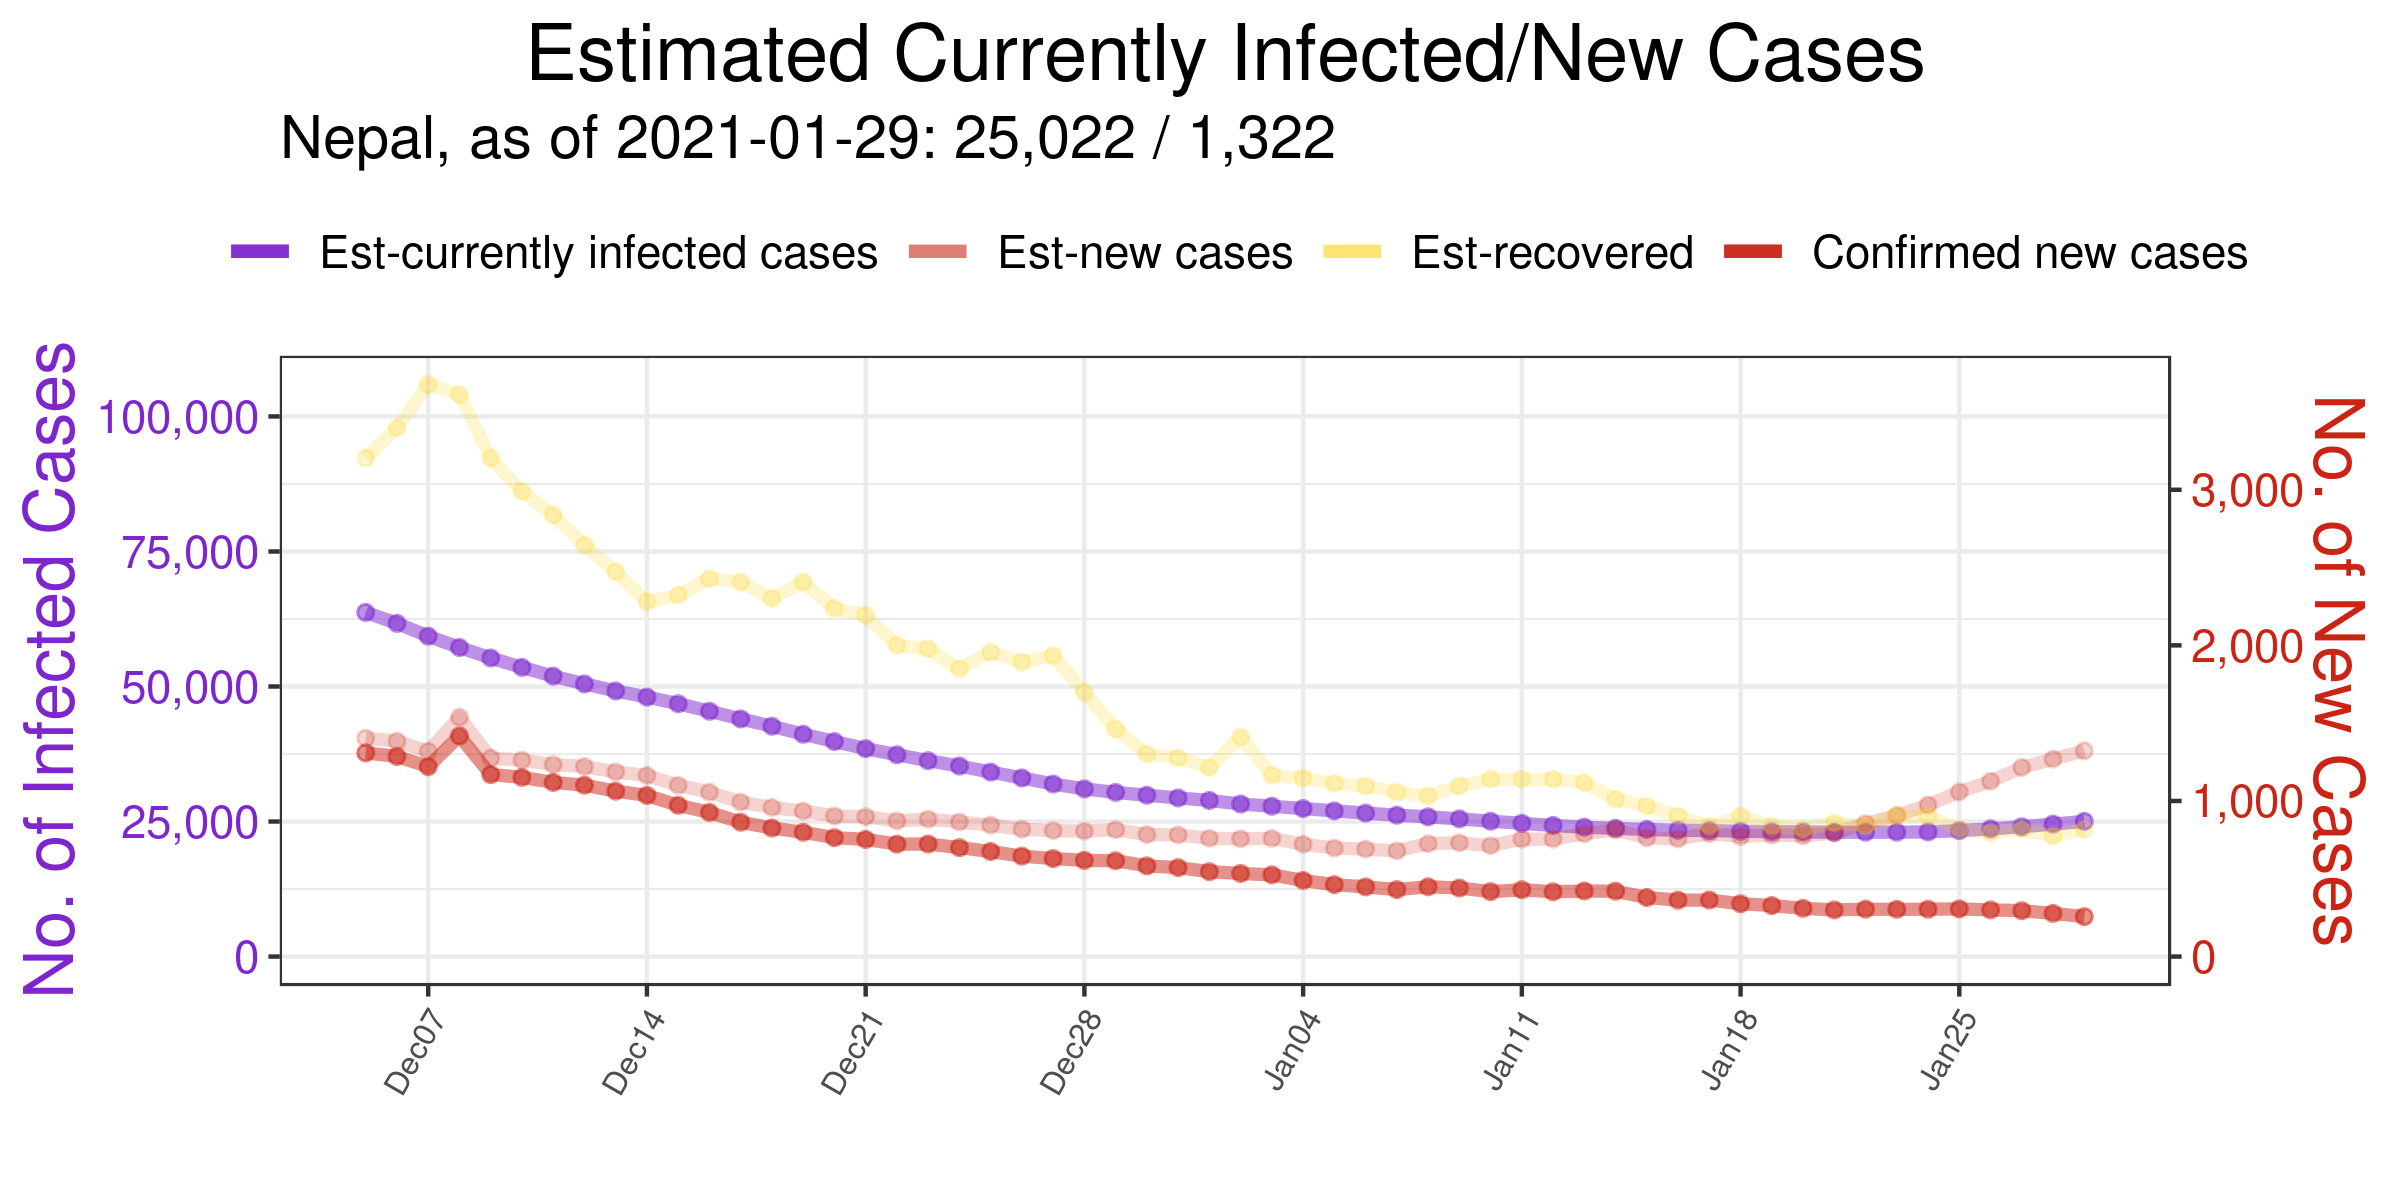 Estimated Currently Infected/New Cases
Nepal, as of 2021-01-29: 25,022 / 1,322
Est-currently infected cases Est-new cases Est-recovered Confirmed new cases
No. of Infected Cases
100,000
75,000
50,000
25,000
0
No. of New Cases
3,000
2,000
1,000
0
Dec07 Dec14 Dec21 Dec28 Jan04 Jan11 Jan18 Jan25